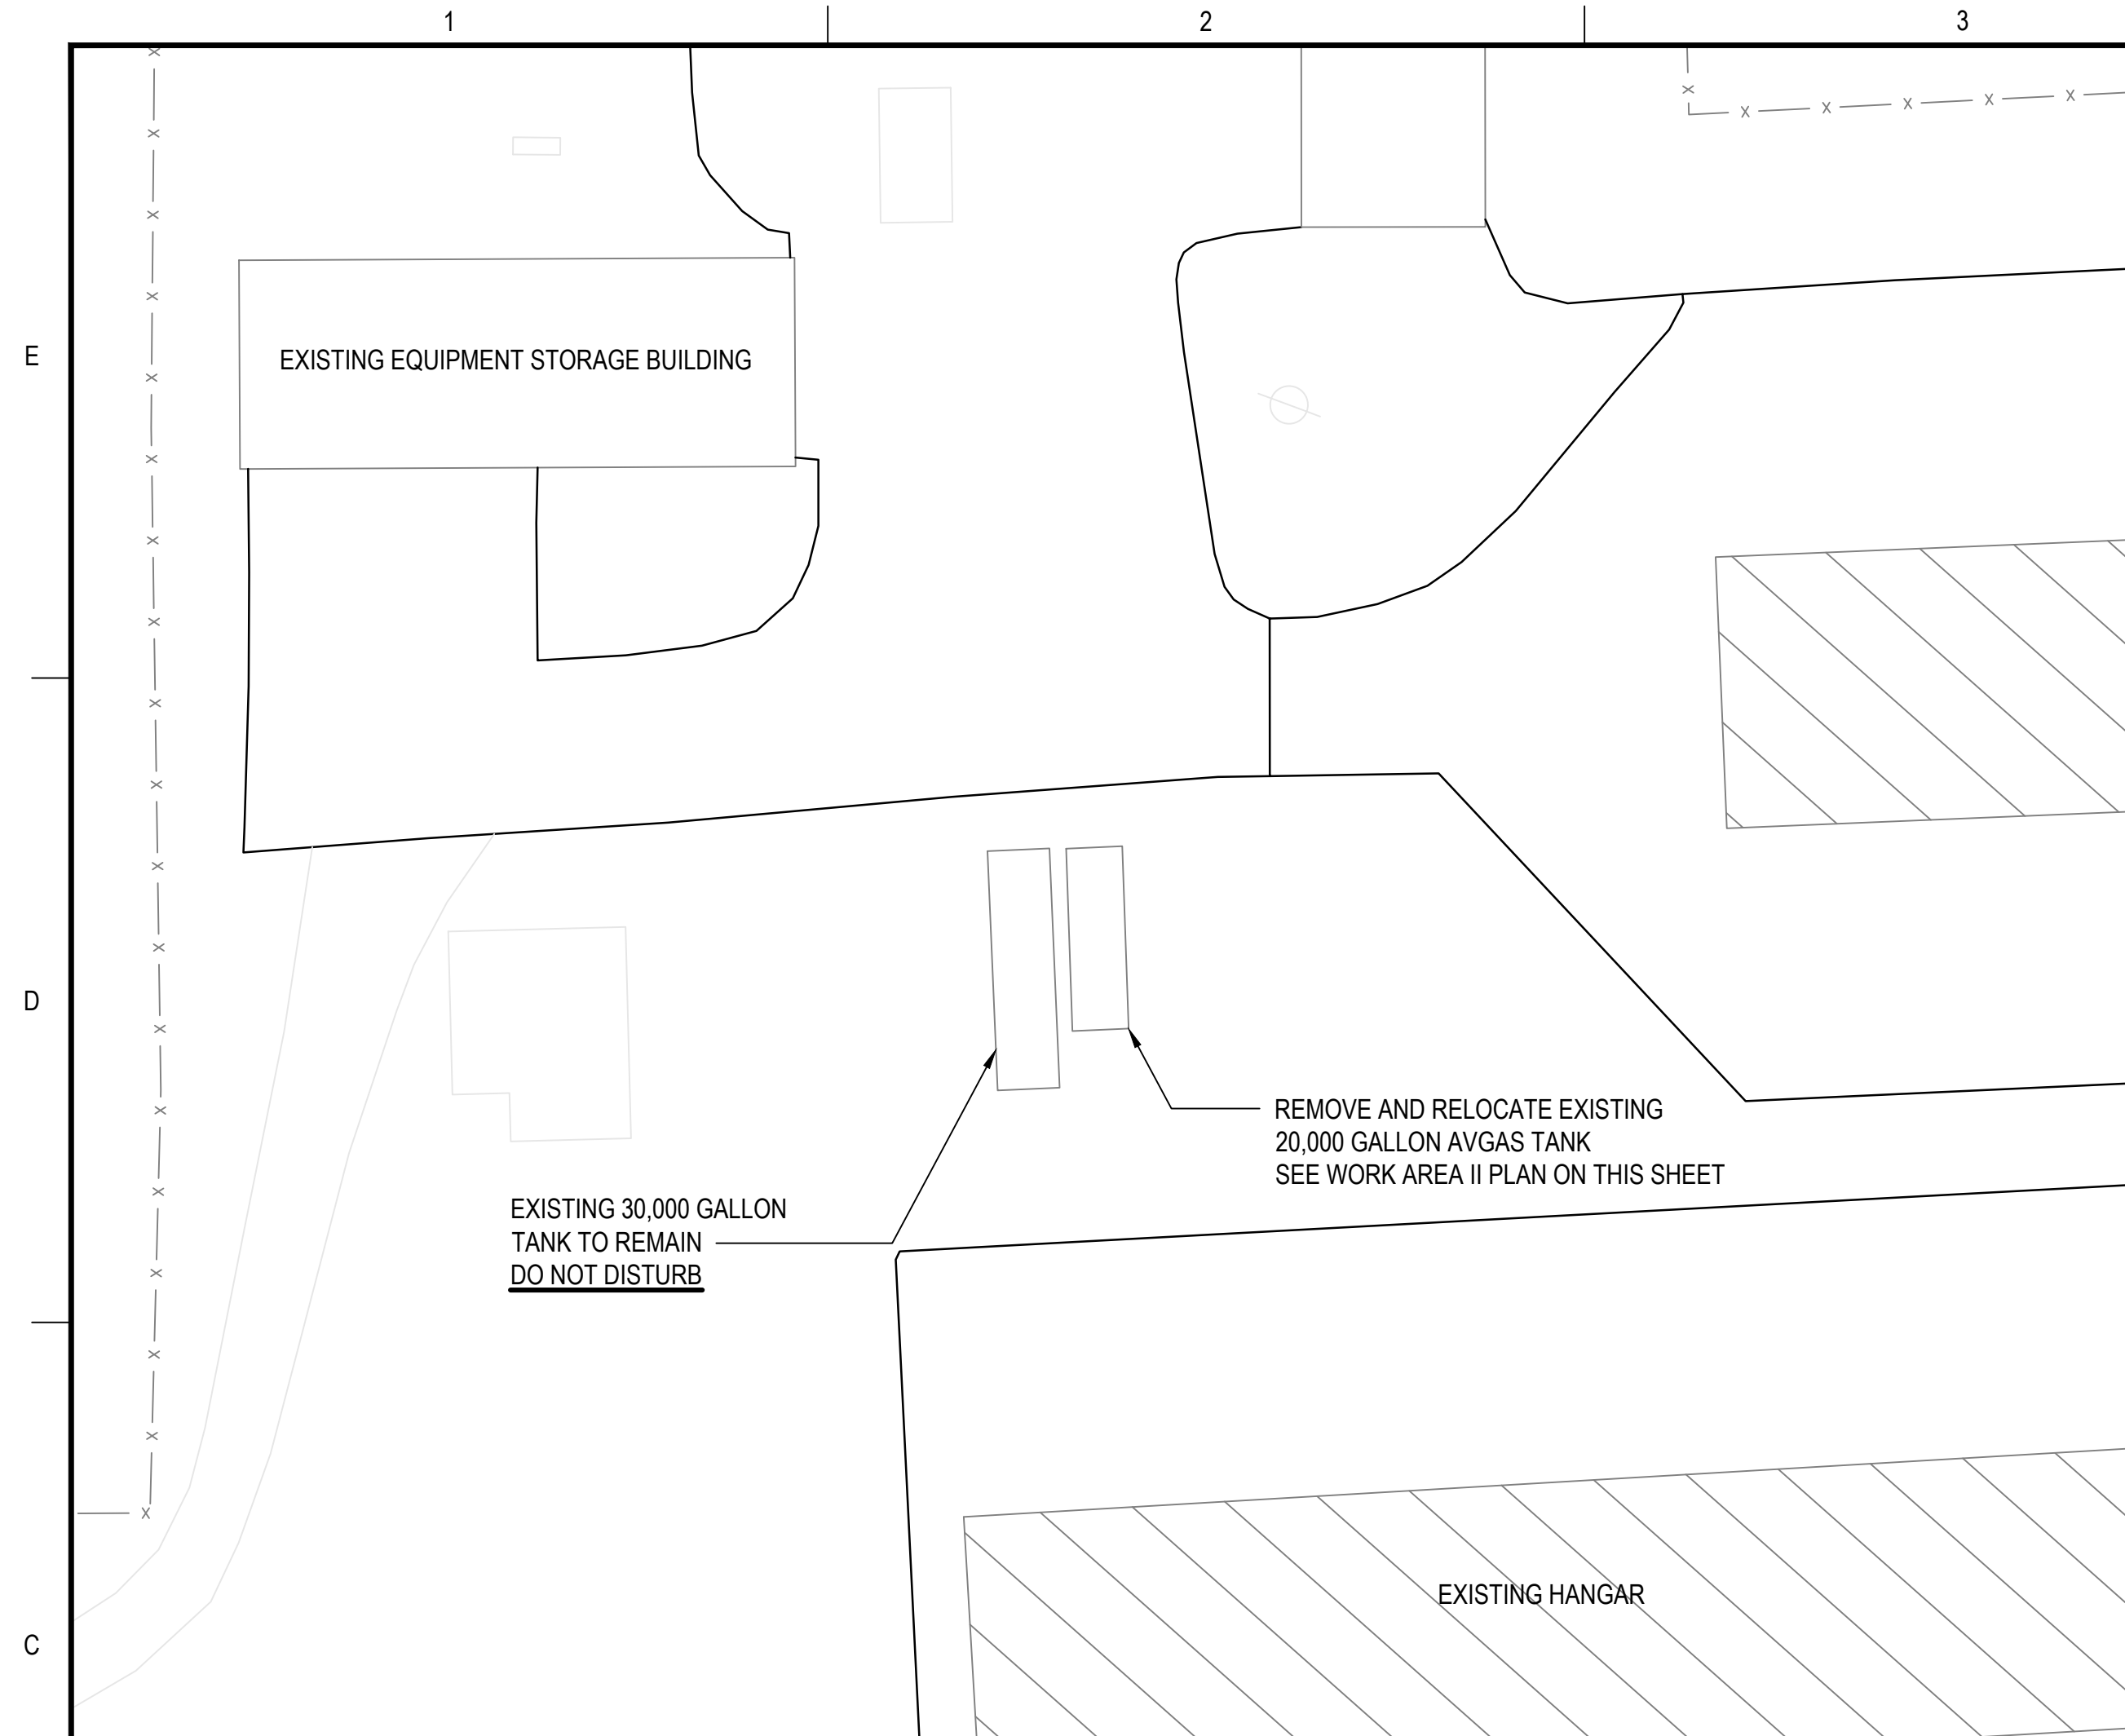 1
2
3
E
EXISTING EQUIPMENT STORAGE BUILDING
D
REMOVE AND RELOCATE EXISTING
20,000 GALLON AVGAS TANK
SEE WORK AREA II PLAN ON THIS SHEET
EXISTING 30,000 GALLON
TANK TO REMAIN
DO NOT DISTURB
EXISTING HANGAR
C